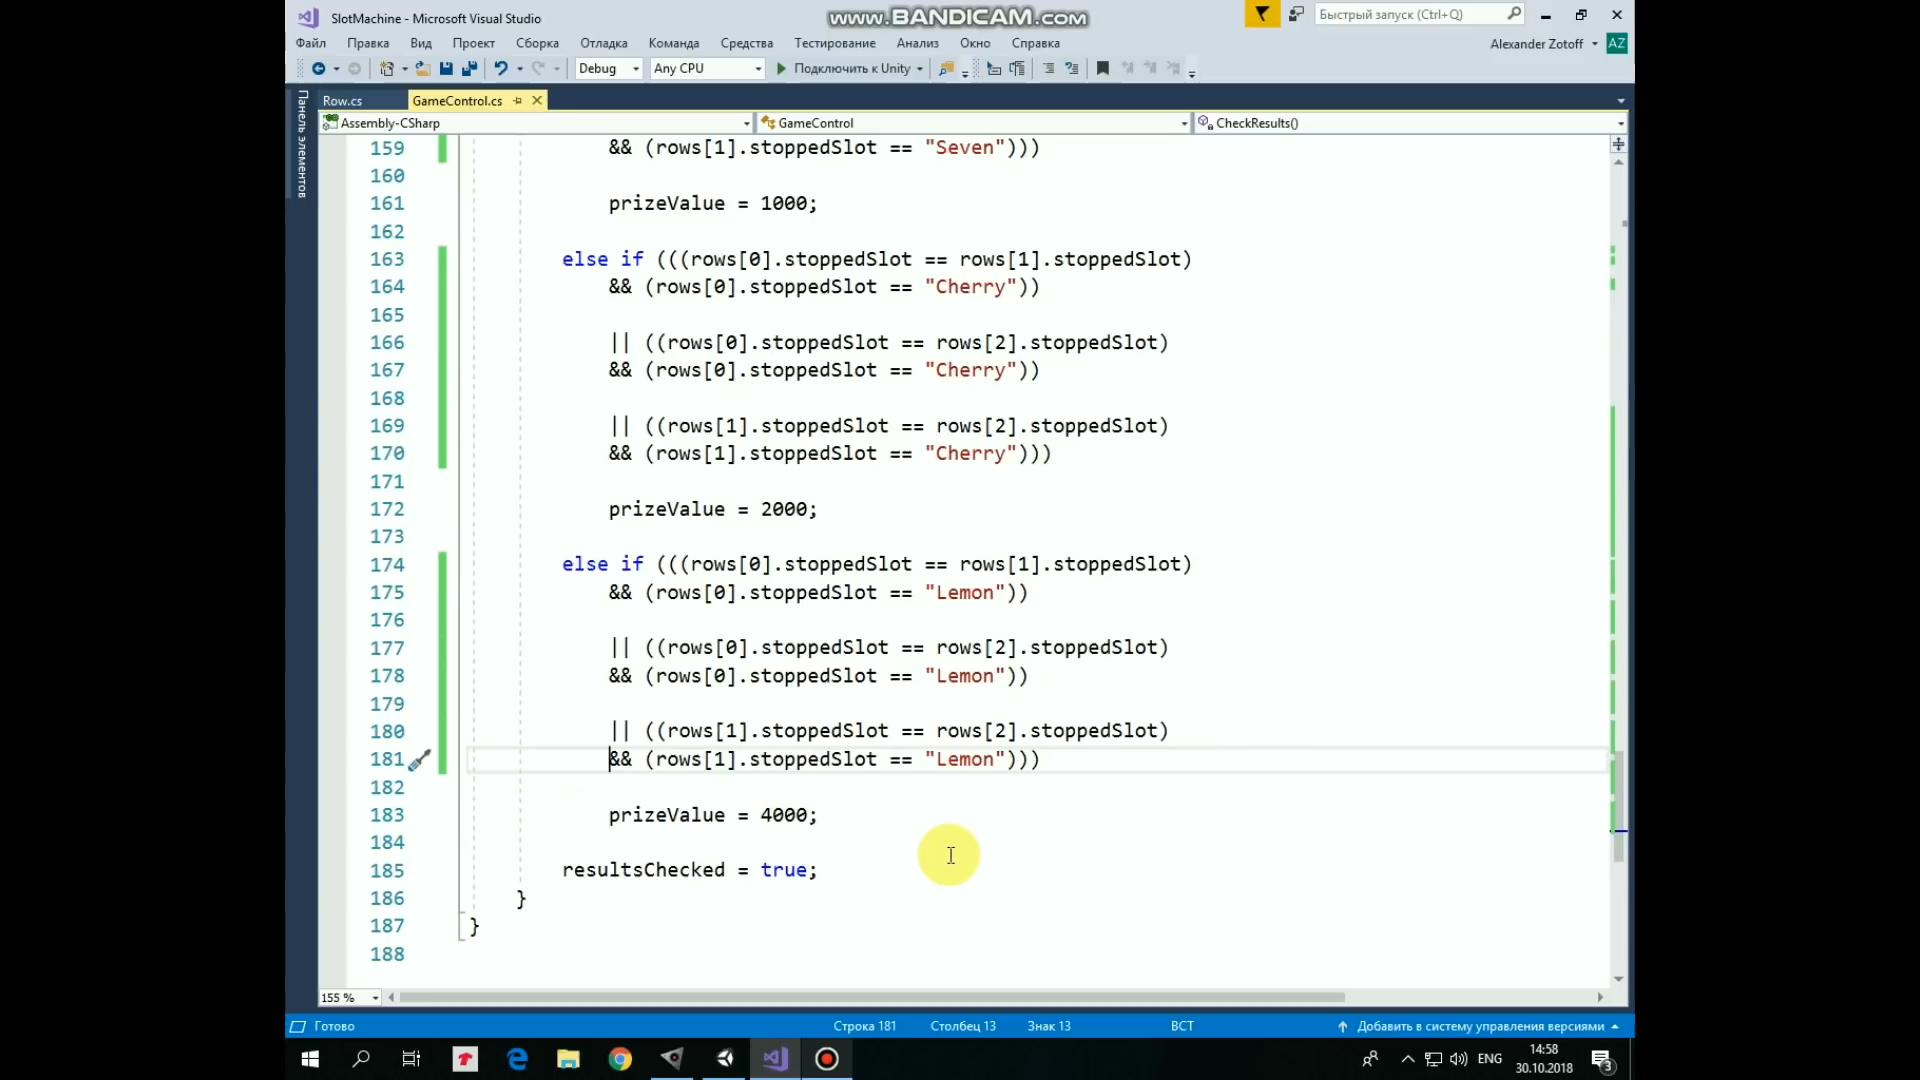 SlotMachine - Microsoft Visual Studio
www.BANDICAM.com
Быстрый запуск (Ctrl+Q)
Файл Правка Вид Проект Сборка Отладка Команда Средства Тестирование Анализ Окно Справка
Alexander Zotoff AZ
Debug Any CPU Подключить к Unity
Панель элементов
Row.cs GameControl.cs
Assembly-CSharp GameControl CheckResults()
159 && (rows[1].stoppedSlot == "Seven")))
160
161 prizeValue = 1000;
162
163 else if (((rows[0].stoppedSlot == rows[1].stoppedSlot)
164 && (rows[0].stoppedSlot == "Cherry"))
165
166 || ((rows[0].stoppedSlot == rows[2].stoppedSlot)
167 && (rows[0].stoppedSlot == "Cherry"))
168
169 || ((rows[1].stoppedSlot == rows[2].stoppedSlot)
170 && (rows[1].stoppedSlot == "Cherry")))
171
172 prizeValue = 2000;
173
174 else if (((rows[0].stoppedSlot == rows[1].stoppedSlot)
175 && (rows[0].stoppedSlot == "Lemon"))
176
177 || ((rows[0].stoppedSlot == rows[2].stoppedSlot)
178 && (rows[0].stoppedSlot == "Lemon"))
179
180 || ((rows[1].stoppedSlot == rows[2].stoppedSlot)
181 && (rows[1].stoppedSlot == "Lemon")))
182
183 prizeValue = 4000;
184
185 resultsChecked = true;
186 }
187 }
188
155 %
Готово Строка 181 Столбец 13 Знак 13 ВСТ Добавить в систему управления версиями
ENG 14:58
30.10.2018 3